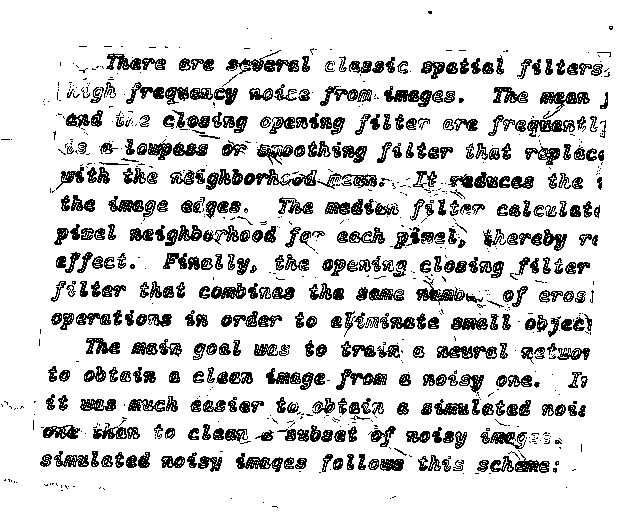 There are several classic spatial filters
high frequency noise from images. The mean
and the closing opening filter are frequently
is a lowpass or smoothing filter that replac
with the neighborhood mean. It reduces the
the image edges. The median filter calculate
pixel neighborhood for each pixel, thereby re
effect. Finally, the opening closing filter
filter that combines the same numbe of erosi
operations in order to eliminate small object
The main goal was to train a neural networ
to obtain a clean image from a noisy one. In
it was much easier to obtain a simulated nois
one than to clean a subset of noisy images.
simulated noisy images follows this scheme: